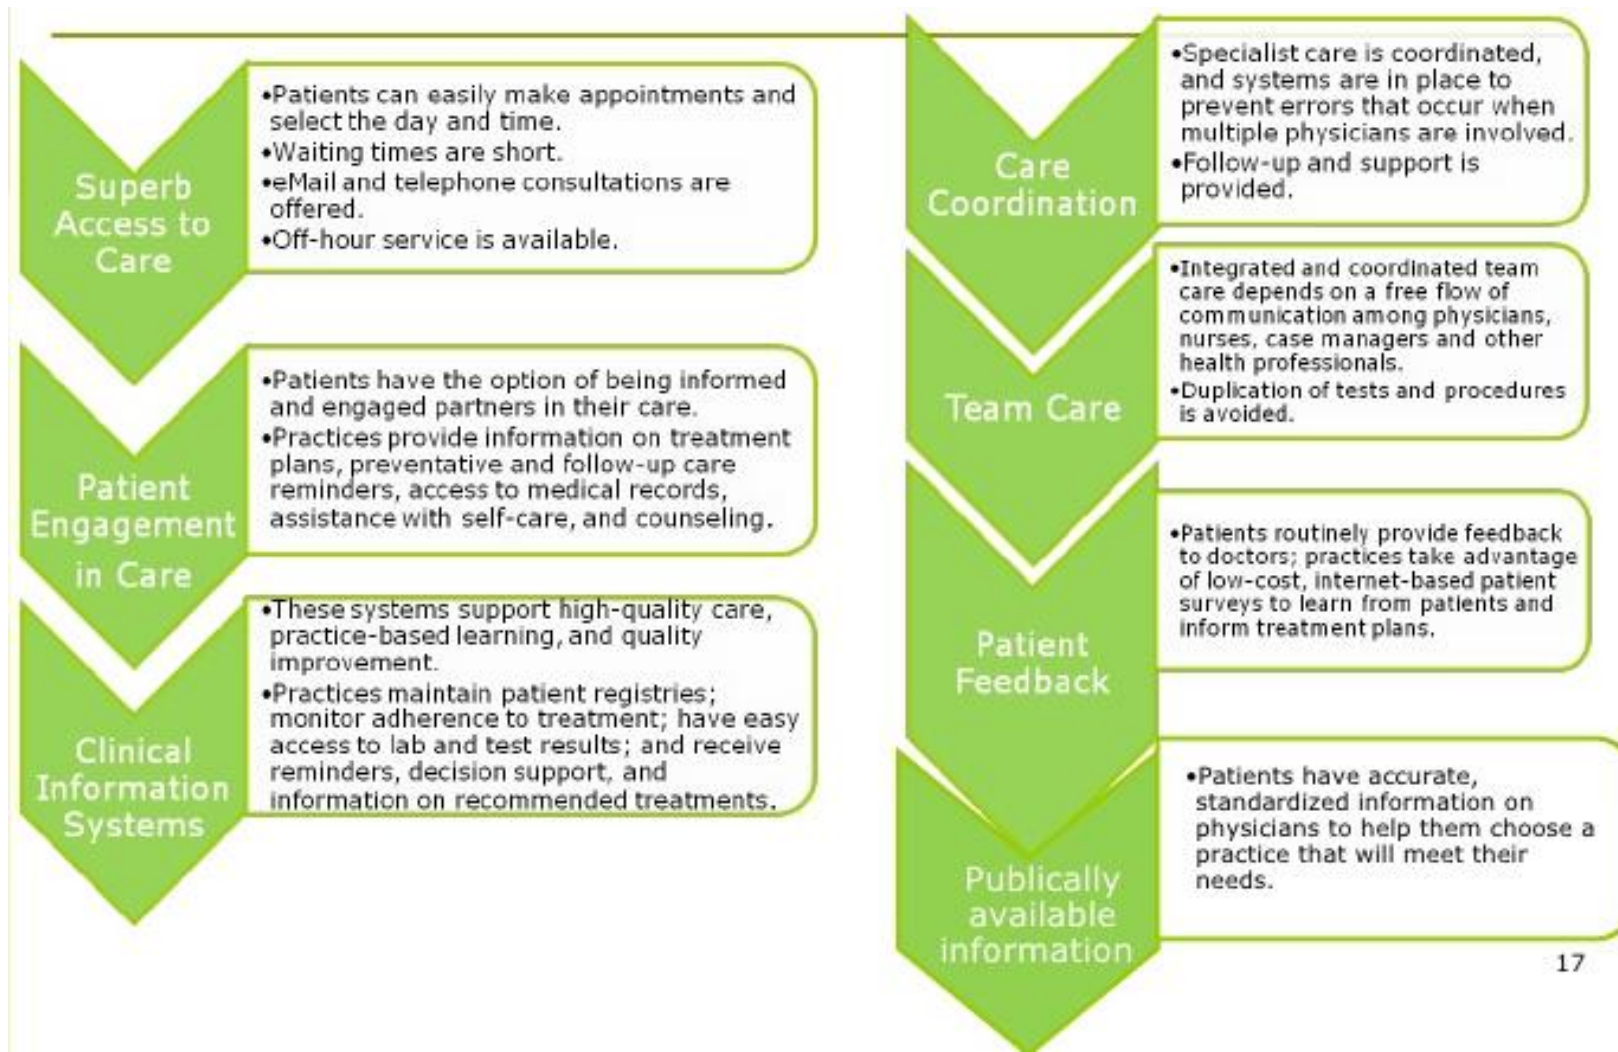 Superb
Access to
Care
•Patients can easily make appointments and
select the day and time.
•Waiting times are short.
•eMail and telephone consultations are
offered.
•Off-hour service is available.
Patient
Engagement
in Care
•Patients have the option of being informed
and engaged partners in their care.
•Practices provide information on treatment
plans, preventative and follow-up care
reminders, access to medical records,
assistance with self-care, and counseling.
Clinical
Information
Systems
•These systems support high-quality care,
practice-based learning, and quality
improvement.
•Practices maintain patient registries;
monitor adherence to treatment; have easy
access to lab and test results; and receive
reminders, decision support, and
information on recommended treatments.
Care
Coordination
•Specialist care is coordinated,
and systems are in place to
prevent errors that occur when
multiple physicians are involved.
•Follow-up and support is
provided.
Team Care
•Integrated and coordinated team
care depends on a free flow of
communication among physicians,
nurses, case managers and other
health professionals.
•Duplication of tests and procedures
is avoided.
Patient
Feedback
•Patients routinely provide feedback
to doctors; practices take advantage
of low-cost, internet-based patient
surveys to learn from patients and
inform treatment plans.
Publically
available
information
•Patients have accurate,
standardized information on
physicians to help them choose a
practice that will meet their
needs.
17